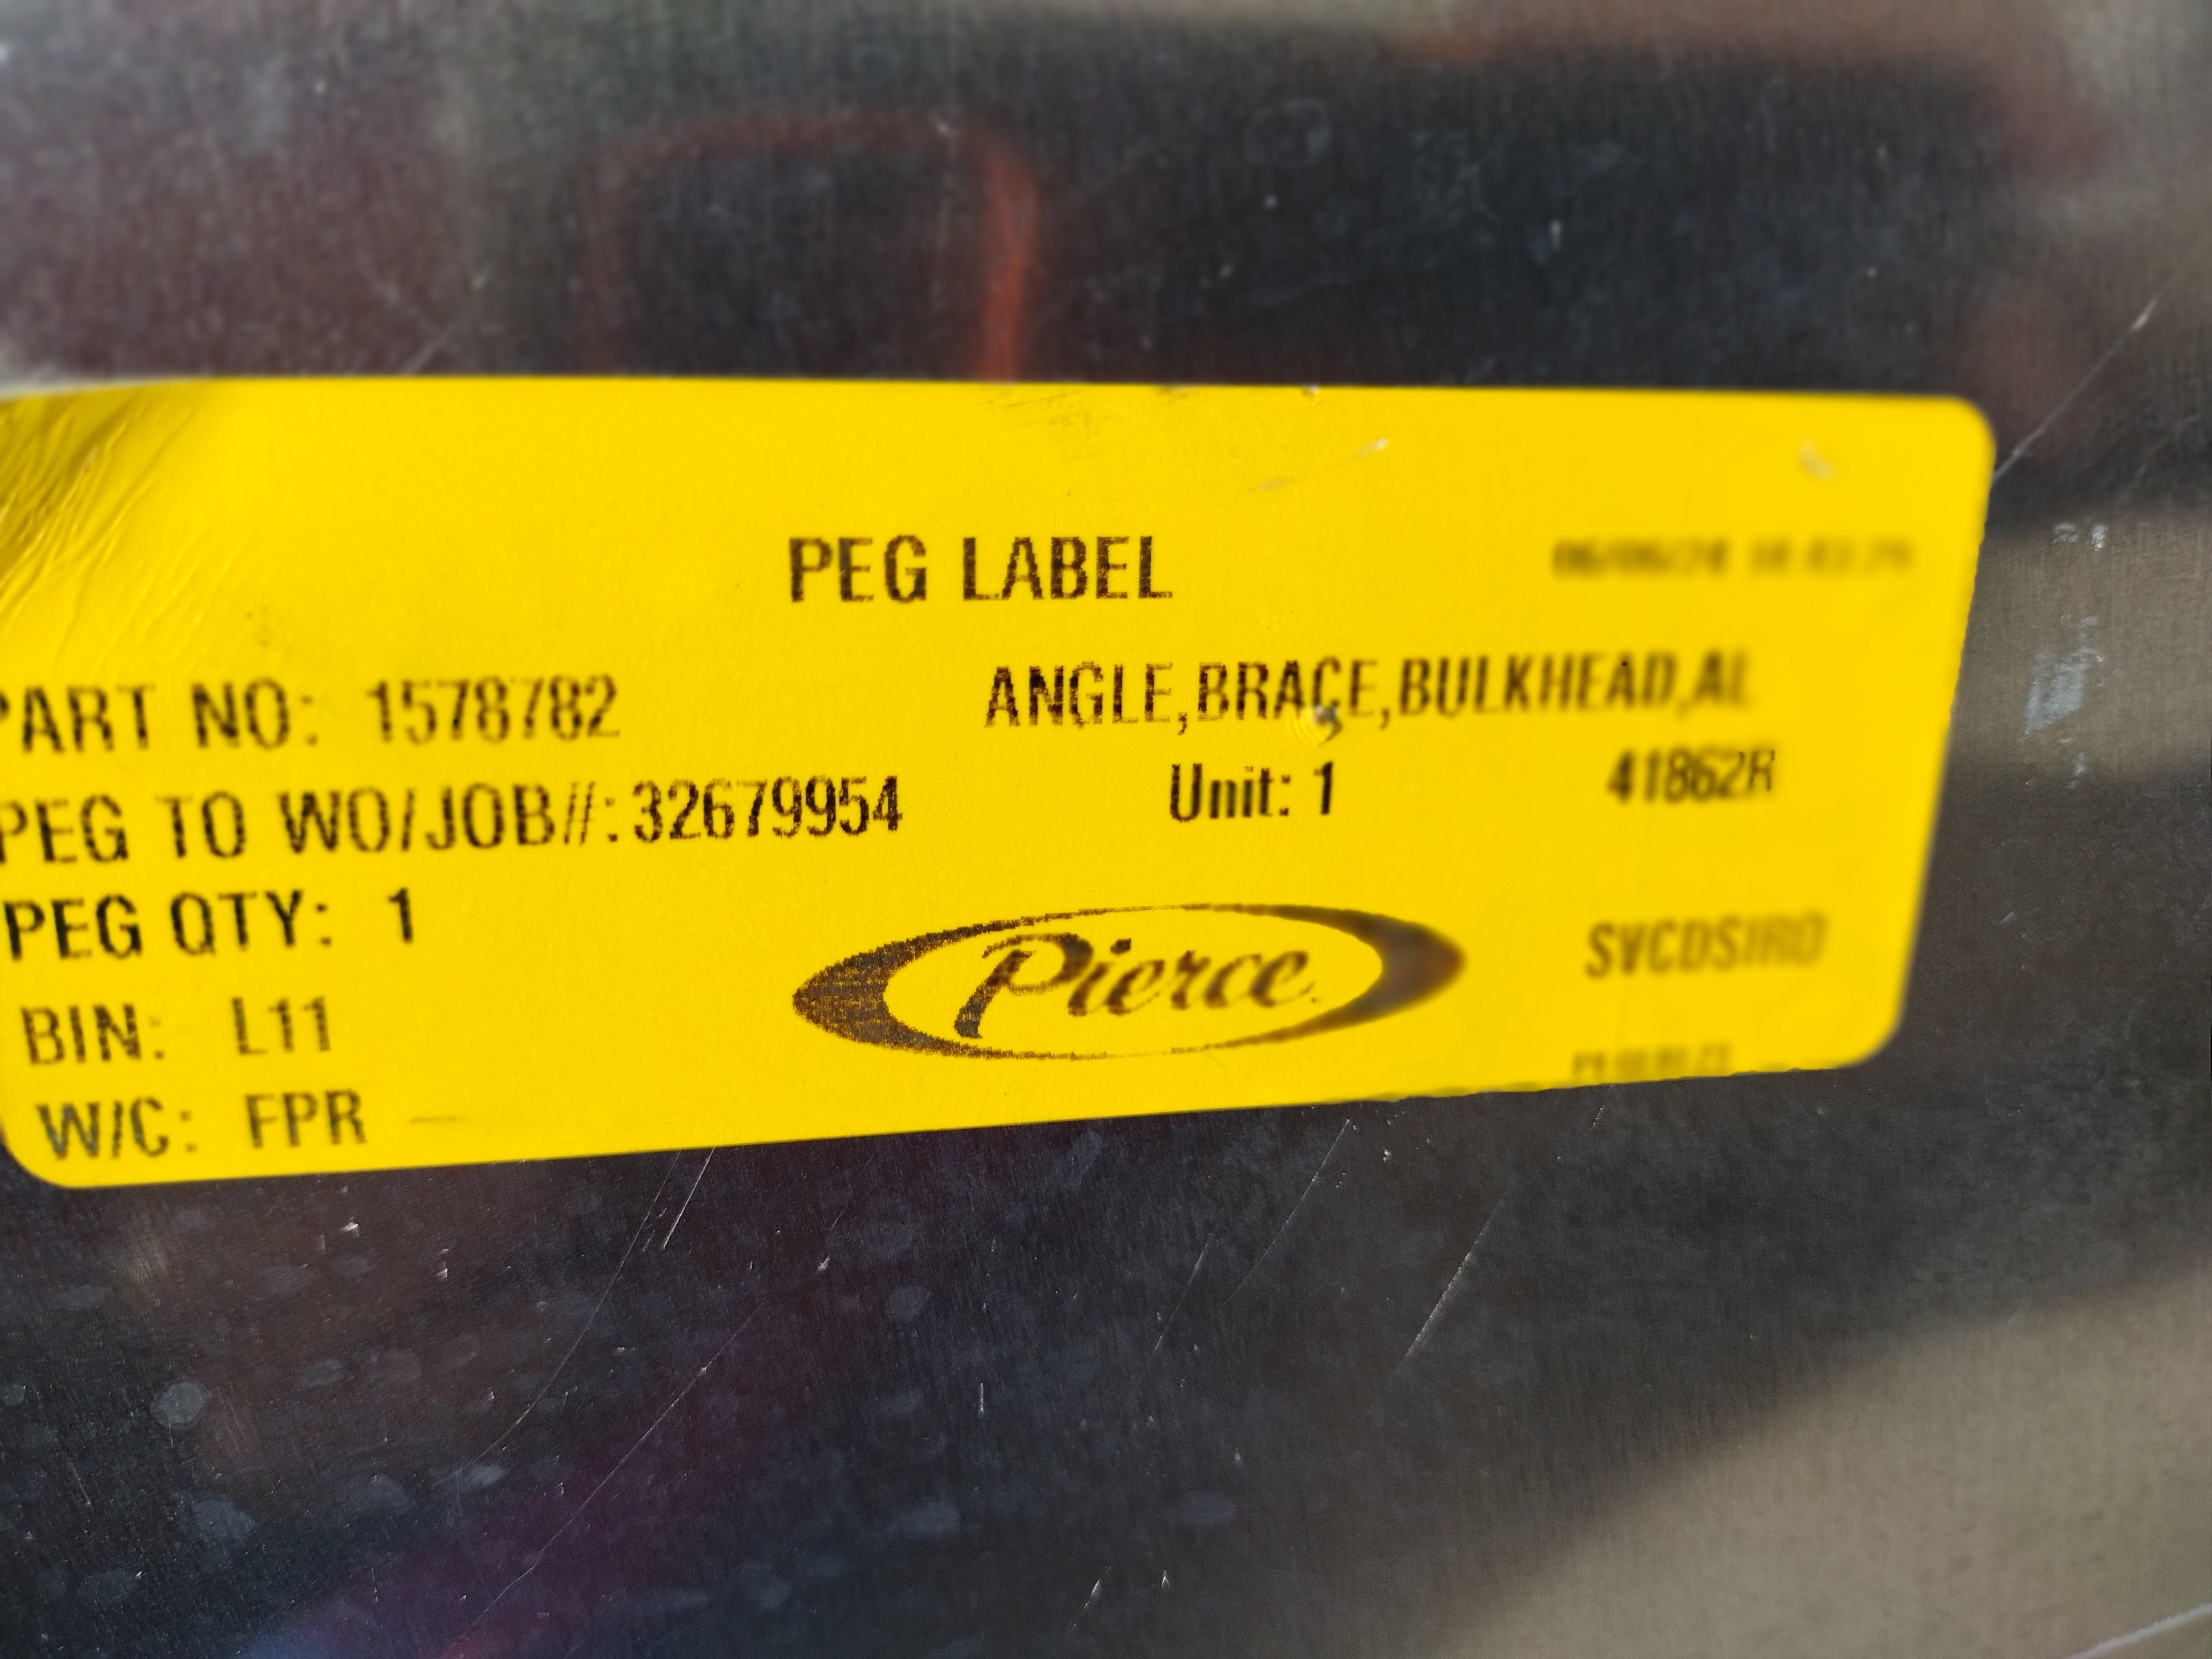 PEG LABEL
PART NO: 1578782
ANGLE,BRACE,BULKHEAD,AL
PEG TO WO/JOB#:32679954
Unit: 1
41862R
PEG QTY: 1
Pierce
SVCDSIRO
BIN: L11
W/C: FPR